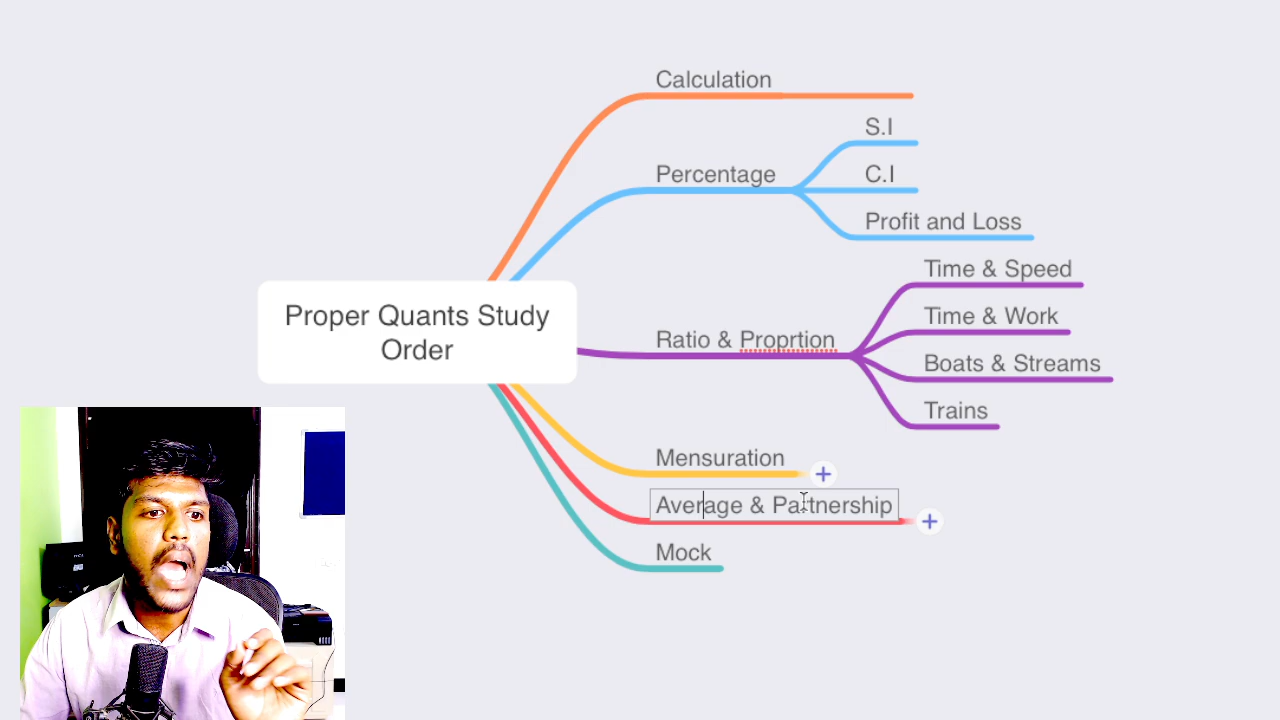 Proper Quants Study
Order
Calculation
Percentage
S.I
C.I
Profit and Loss
Ratio & Proprtion
Time & Speed
Time & Work
Boats & Streams
Trains
Mensuration
Average & Partnership
Mock